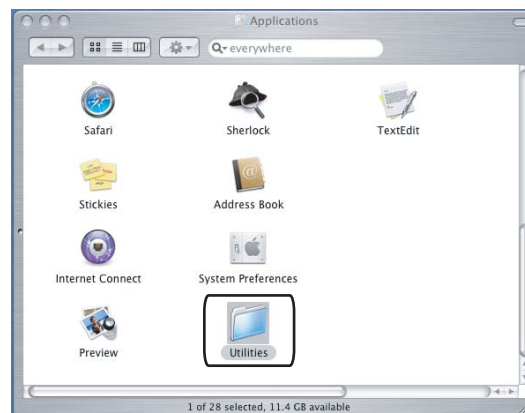 Applications
everywhere
Safari
Sherlock
TextEdit
Stickies
Address Book
Internet Connect
System Preferences
Preview
Utilities
1 of 28 selected, 11.4 GB available